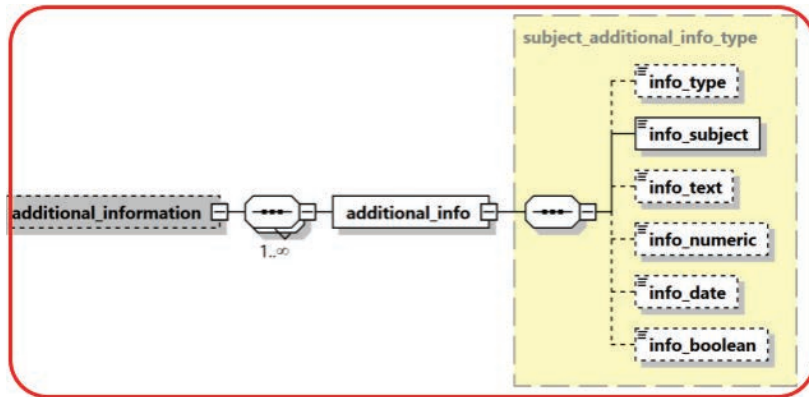 subject_additional_info_type
info_type
info_subject
info_text
additional_information
additional_info
1..∞
info_numeric
info_date
info_boolean